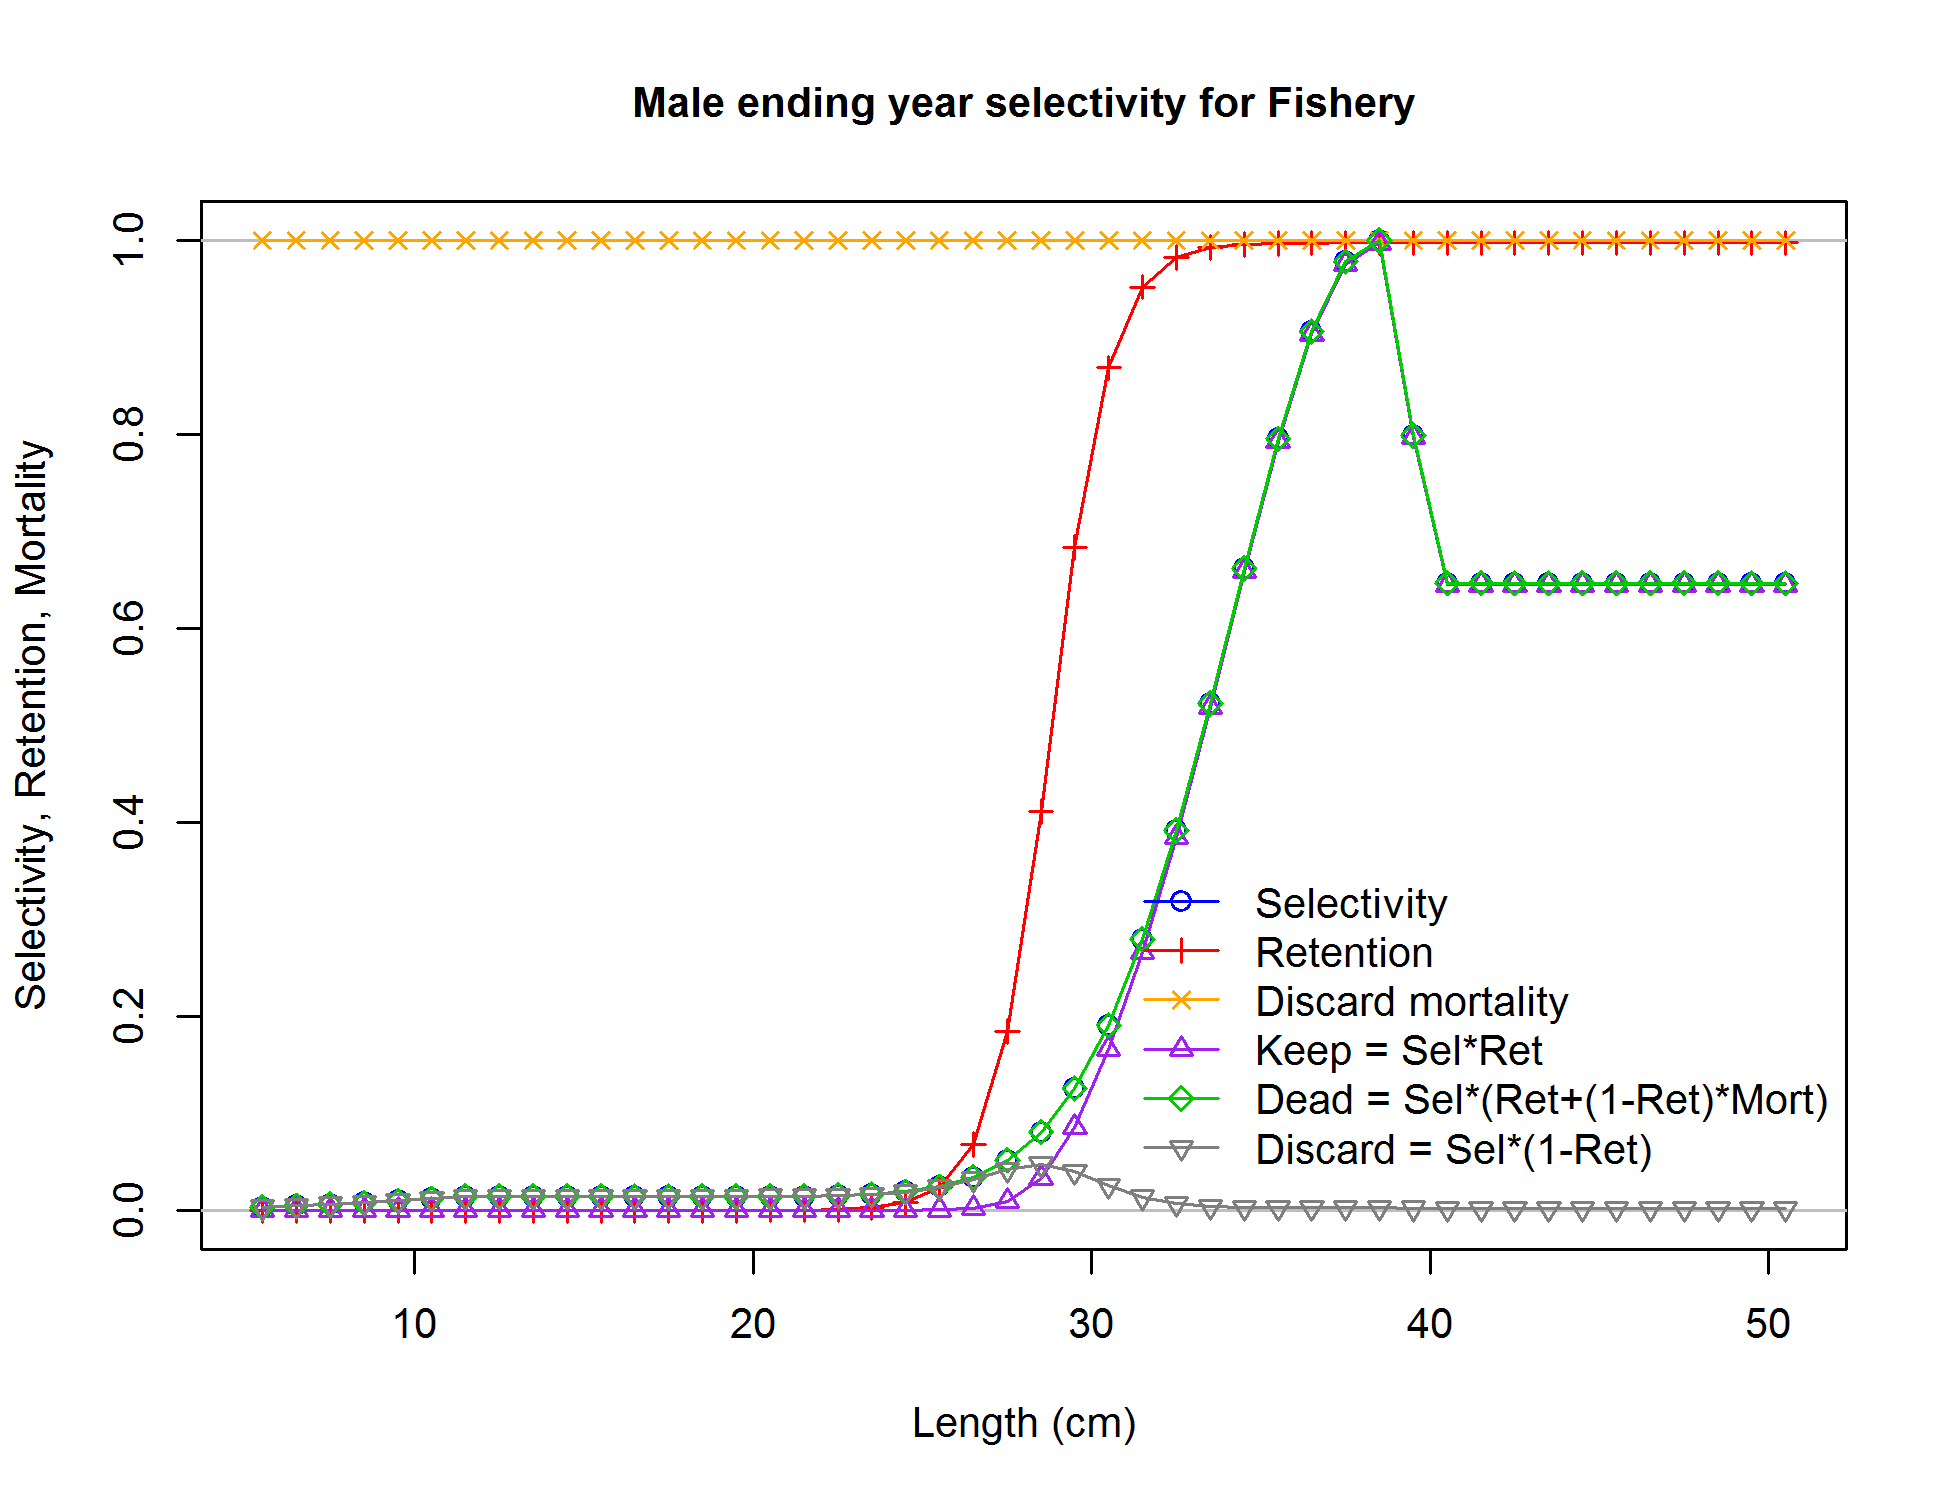 Male ending year selectivity for Fishery
Selectivity, Retention, Mortality
1.0
0.8
0.6
0.4
0.2
0.0
Selectivity
Retention
Discard mortality
Keep = Sel*Ret
Dead = Sel*(Ret+(1-Ret)*Mort)
Discard = Sel*(1-Ret)
10 20 30 40 50
Length (cm)